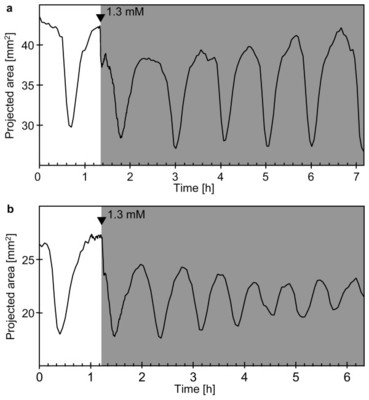 a
1.3 mM
Projected area [mm²]
40
35
30
0 1 2 3 4 5 6 7
Time [h]
b
1.3 mM
Projected area [mm²]
25
20
0 1 2 3 4 5 6
Time [h]